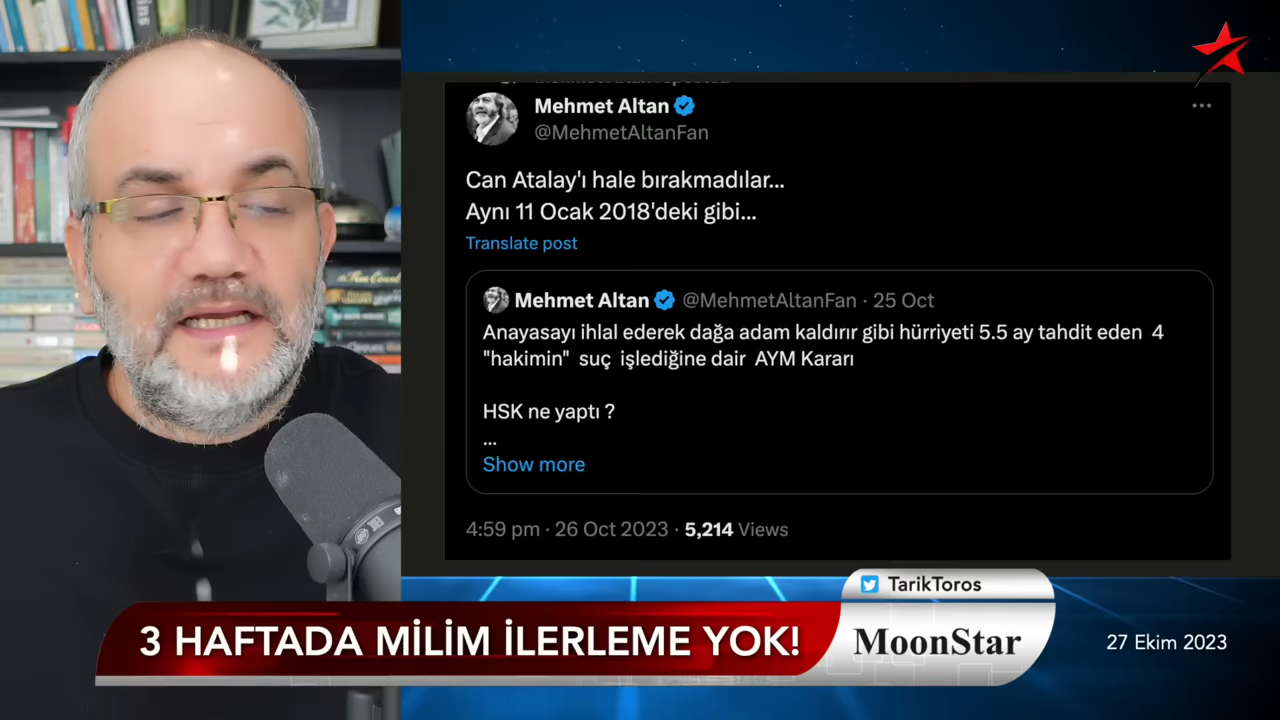 Mehmet Altan
@MehmetAltanFan
Can Atalay'ı hale bırakmadılar...
Aynı 11 Ocak 2018'deki gibi...
Translate post
Mehmet Altan @MehmetAltanFan · 25 Oct
Anayasayı ihlal ederek dağa adam kaldırır gibi hürriyeti 5.5 ay tahdit eden 4
"hakimin" suç işlediğine dair AYM Kararı
HSK ne yaptı ?
...
Show more
4:59 pm · 26 Oct 2023 · 5,214 Views
TarikToros
3 HAFTADA MİLİM İLERLEME YOK!
MoonStar
27 Ekim 2023